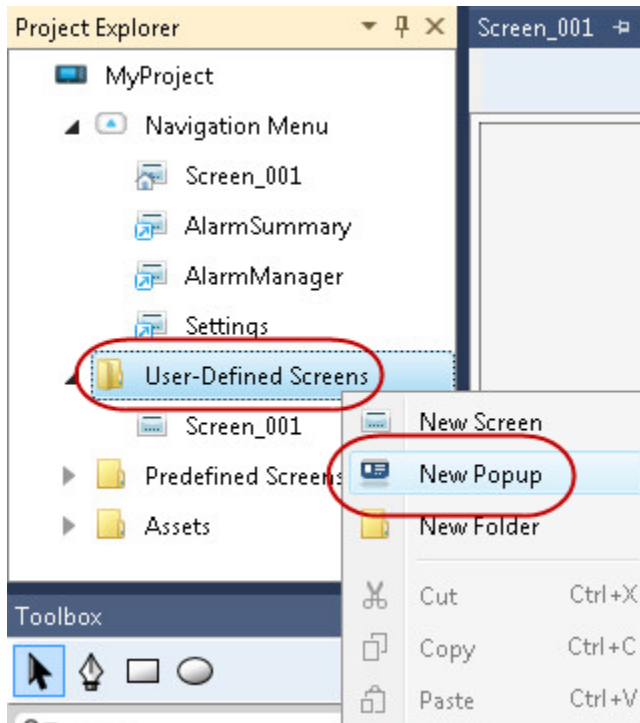 Project Explorer
Screen_001
MyProject
Navigation Menu
Screen_001
AlarmSummary
AlarmManager
Settings
User-Defined Screens
Screen_001
Predefined Screens
Assets
New Screen
New Popup
New Folder
Cut Ctrl+X
Copy Ctrl+C
Paste Ctrl+V
Toolbox